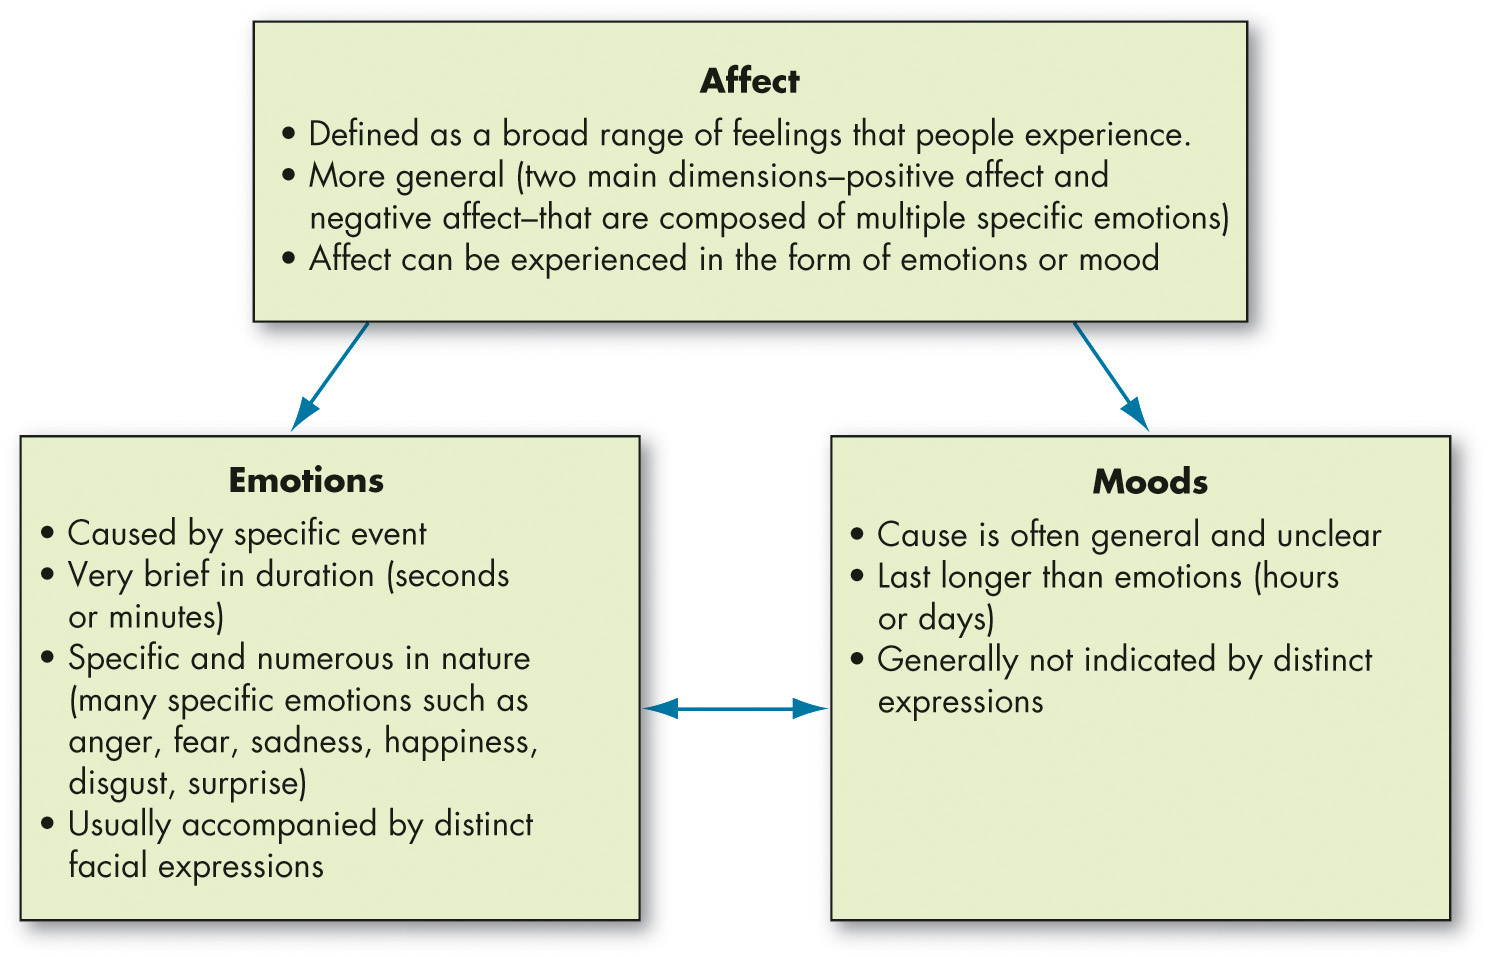 Affect
• Defined as a broad range of feelings that people experience.
• More general (two main dimensions–positive affect and
negative affect–that are composed of multiple specific emotions)
• Affect can be experienced in the form of emotions or mood
Emotions
• Caused by specific event
• Very brief in duration (seconds
or minutes)
• Specific and numerous in nature
(many specific emotions such as
anger, fear, sadness, happiness,
disgust, surprise)
• Usually accompanied by distinct
facial expressions
Moods
• Cause is often general and unclear
• Last longer than emotions (hours
or days)
• Generally not indicated by distinct
expressions